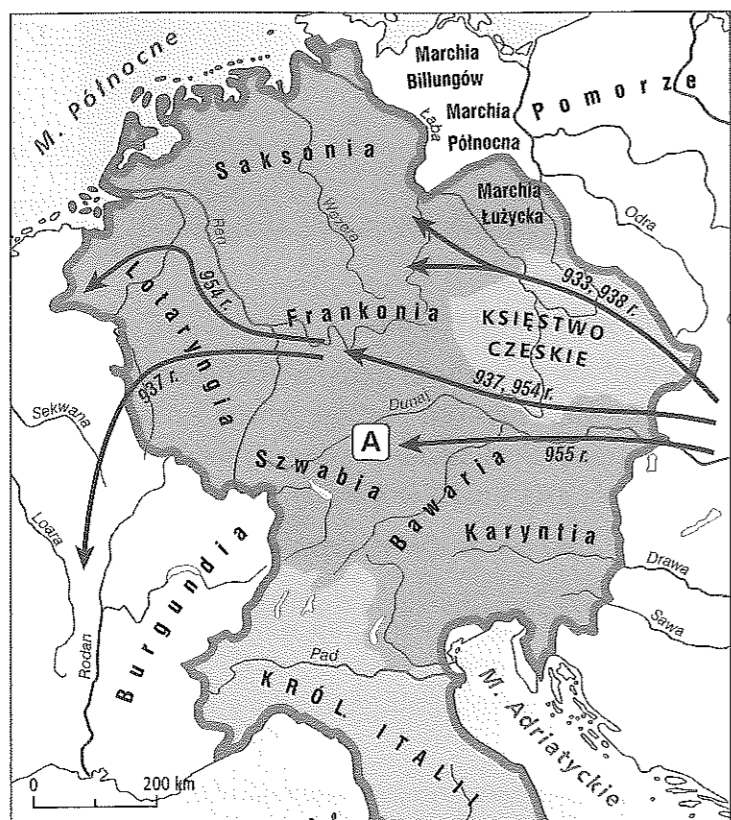 M. Północne
Marchia
Billungów
Marchia
Północna
Pomorze
Łaba
Saksonia
Marchia
Łużycka
Odra
Ren
Wezera
954 r.
933, 938 r.
Lotaryngia
Frankonia
KSIĘSTWO
CZESKIE
937 r.
937, 954 r.
Sekwana
Dunaj
A
955 r.
Szwabia
Bawaria
Loara
Karyntia
Burgundia
Drawa
Sawa
Rodan
Pad
KRÓL. ITALII
M. Adriatyckie
0 200 km